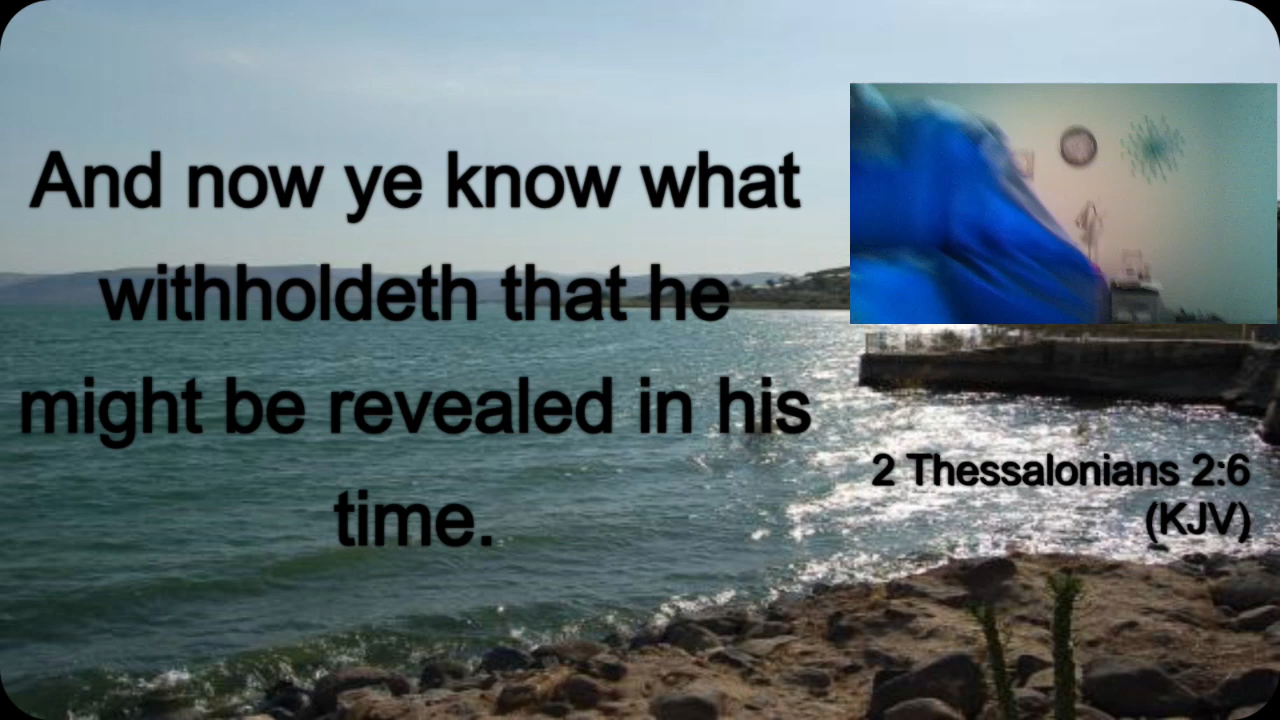 And now ye know what
withholdeth that he
might be revealed in his
time.
2 Thessalonians 2:6
(KJV)